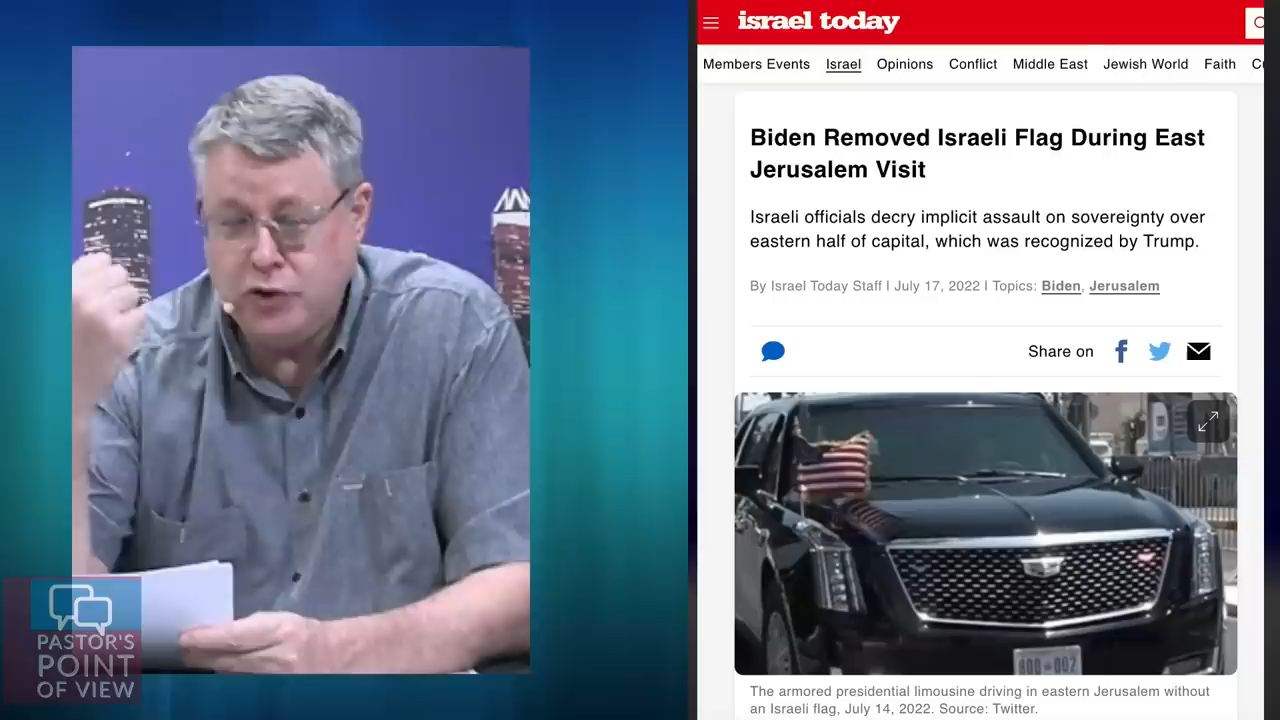 israel today
Members Events Israel Opinions Conflict Middle East Jewish World Faith
Biden Removed Israeli Flag During East
Jerusalem Visit
Israeli officials decry implicit assault on sovereignty over
eastern half of capital, which was recognized by Trump.
By Israel Today Staff | July 17, 2022 | Topics: Biden, Jerusalem
Share on
800 002
The armored presidential limousine driving in eastern Jerusalem without
an Israeli flag, July 14, 2022. Source: Twitter.
PASTOR'S
POINT
OF VIEW